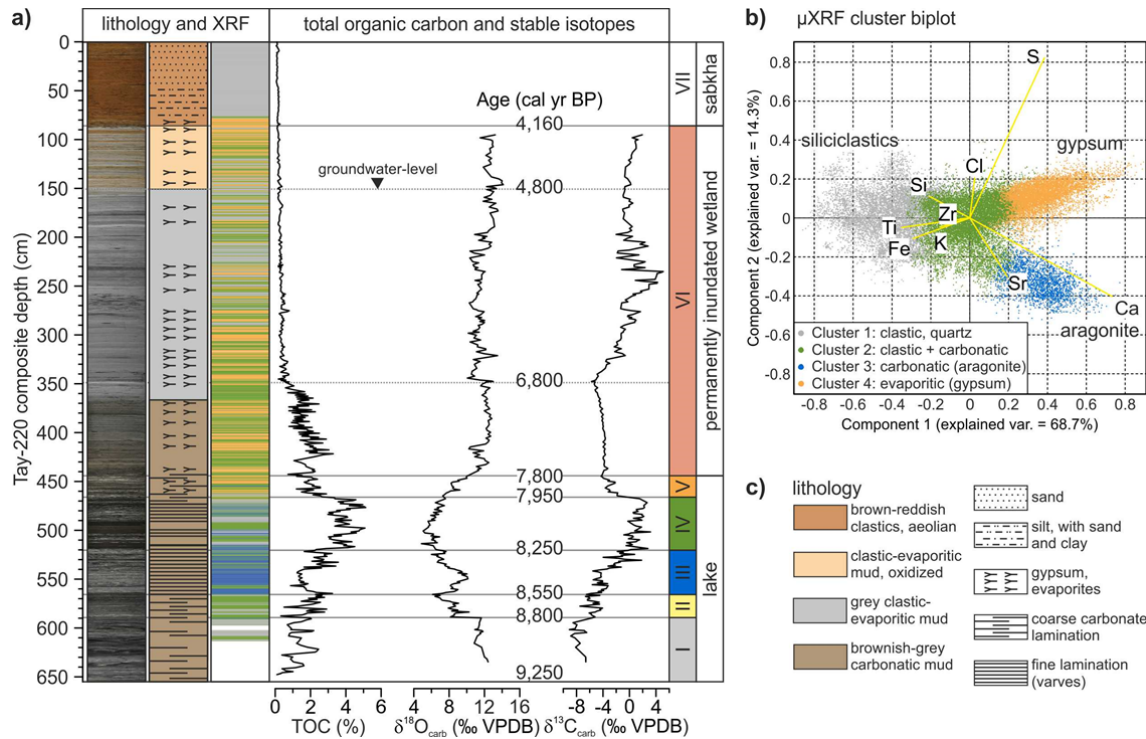 a)
lithology and XRF
total organic carbon and stable isotopes
Tay-220 composite depth (cm)
0
50
100
150
200
250
300
350
400
450
500
550
600
650
Age (cal yr BP)
groundwater-level
4,160
4,800
6,800
7,800
7,950
8,250
8,550
8,800
9,250
VII
VI
V
IV
III
II
I
sabkha
permanently inundated wetland
lake
0 2 4 6 8
TOC (%)
4 8 12 16
δ¹⁸Ocarb (‰ VPDB)
-8 -4 0 4
δ¹³Ccarb (‰ VPDB)
b)
µXRF cluster biplot
Component 2 (explained var. = 14.3%)
0.8
0.6
0.4
0.2
0
-0.2
-0.4
-0.6
-0.8
S
siliciclastics
gypsum
Cl
Si
Zr
Ti
Fe
K
Sr
Ca
aragonite
Cluster 1: clastic, quartz
Cluster 2: clastic + carbonatic
Cluster 3: carbonatic (aragonite)
Cluster 4: evaporitic (gypsum)
-0.8 -0.6 -0.4 -0.2 0 0.2 0.4 0.6 0.8
Component 1 (explained var. = 68.7%)
c)
lithology
brown-reddish
clastics, aeolian
clastic-evaporitic
mud, oxidized
grey clastic-
evaporitic mud
brownish-grey
carbonatic mud
sand
silt, with sand
and clay
gypsum,
evaporites
coarse carbonate
lamination
fine lamination
(varves)